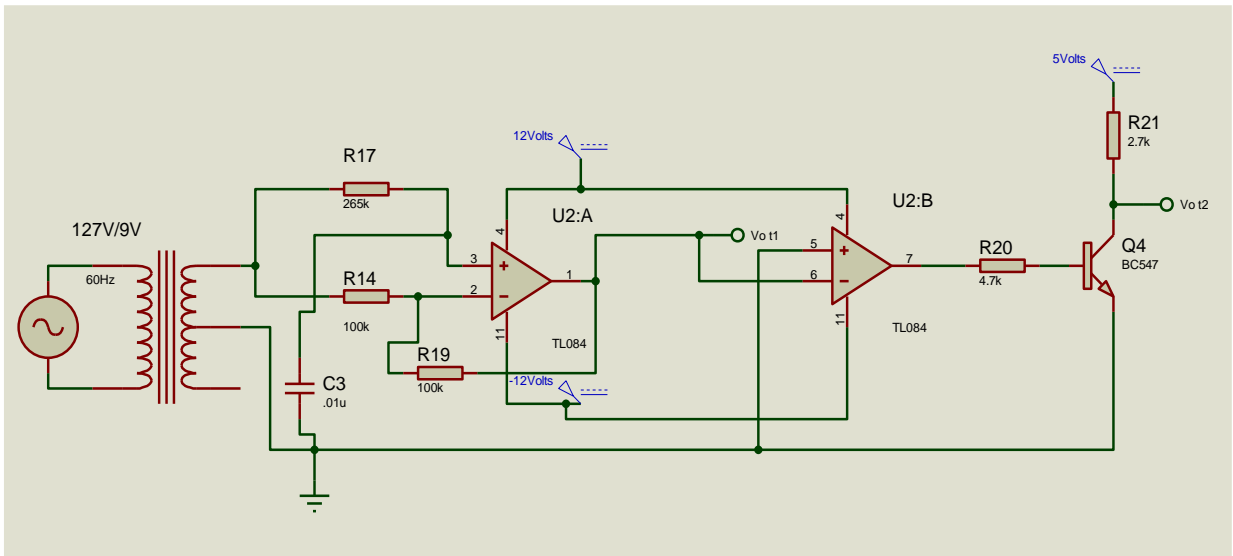 5Volts
R21
2.7k
12Volts
R17
265k
U2:A
U2:B
127V/9V
60Hz
4
3
2
1
11
TL084
Vo t1
4
5
6
7
11
TL084
R20
4.7k
Vo t2
Q4
BC547
R14
100k
R19
100k
-12Volts
C3
.01u